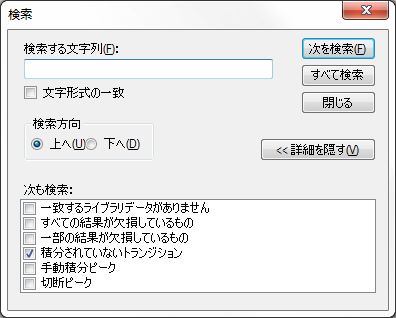 検索
検索する文字列(F):
次を検索(F)
すべて検索
文字形式の一致
閉じる
検索方向
上へ(U) 下へ(D)
<< 詳細を隠す(V)
次も検索:
一致するライブラリデータがありません
すべての結果が欠損しているもの
一部の結果が欠損しているもの
積分されていないトランジション
手動積分ピーク
切断ピーク